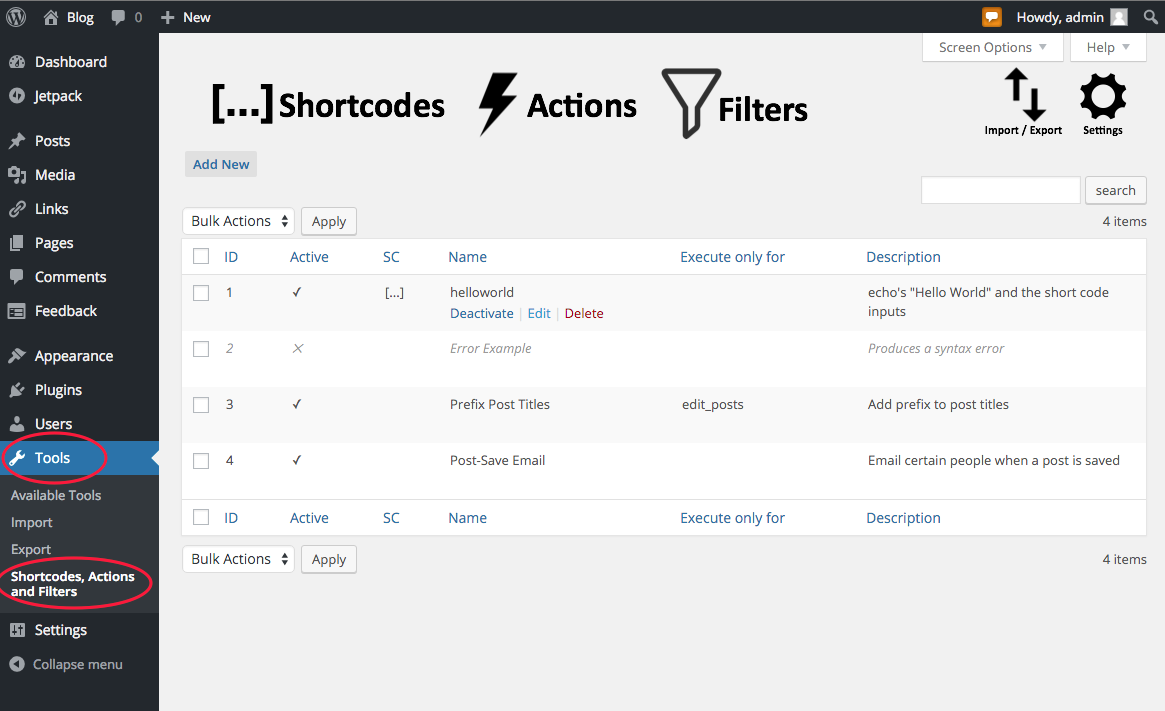 Blog
0
New
Howdy, admin
Dashboard
Jetpack
Posts
Media
Links
Pages
Comments
Feedback
Appearance
Plugins
Users
Tools
Available Tools
Import
Export
Shortcodes, Actions
and Filters
Settings
Collapse menu
Screen Options
Help
[...] Shortcodes
Actions
Filters
Import / Export
Settings
Add New
search
Bulk Actions
Apply
4 items
ID Active SC Name Execute only for Description
1 ✓ [...] helloworld echo's "Hello World" and the short code
inputs
Deactivate | Edit | Delete
2 × Error Example Produces a syntax error
3 ✓ Prefix Post Titles edit_posts Add prefix to post titles
4 ✓ Post-Save Email Email certain people when a post is saved
ID Active SC Name Execute only for Description
Bulk Actions
Apply
4 items